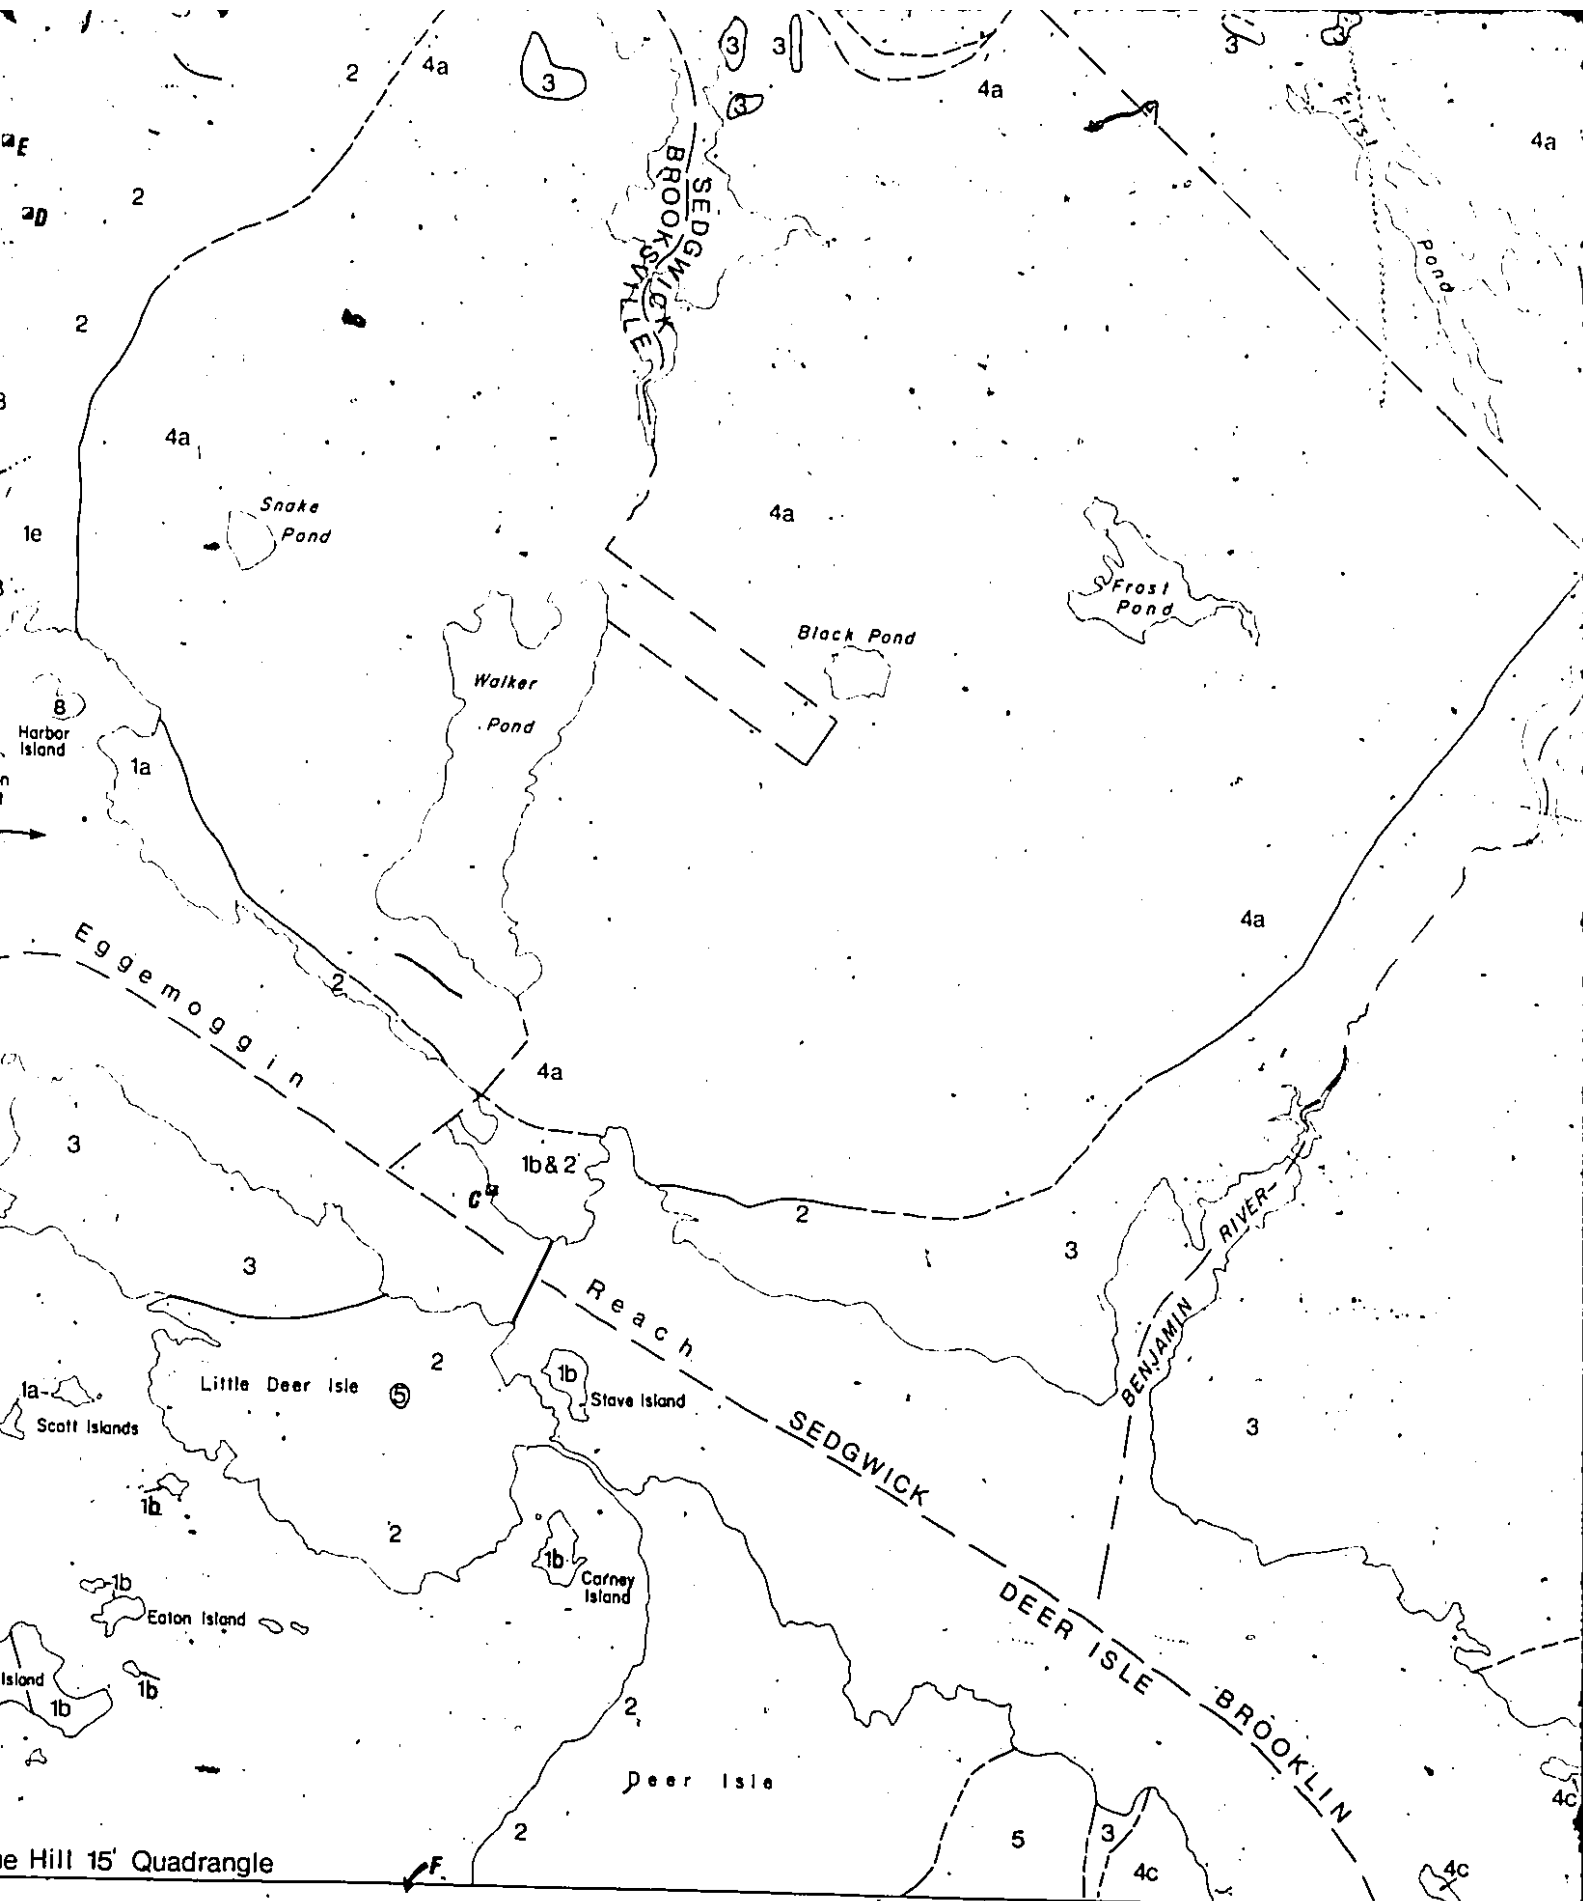 3
3
3
3
3
2
4a
3
4a
First
4a
E
2
D
SEDGWICK
BROOKSVILLE
Pond
2
4a
Snake
Pond
4a
1e
Frost
Pond
Black Pond
Walker
Pond
8
Harbor
Island
1a
4a
Eggemoggin
2
4a
3
1b&2
C
RIVER
2
3
3
Reach
BENJAMIN
2
1b
Little Deer Isle
5
1a
Stave Island
Scott Islands
SEDGWICK
3
1b
2
1b
Carney
Island
1b
Eaton Island
DEER ISLE
Island
1b
1b
2
BROOKLIN
Deer Isle
4c
2
5
3
4c
4c
e Hill 15' Quadrangle
F